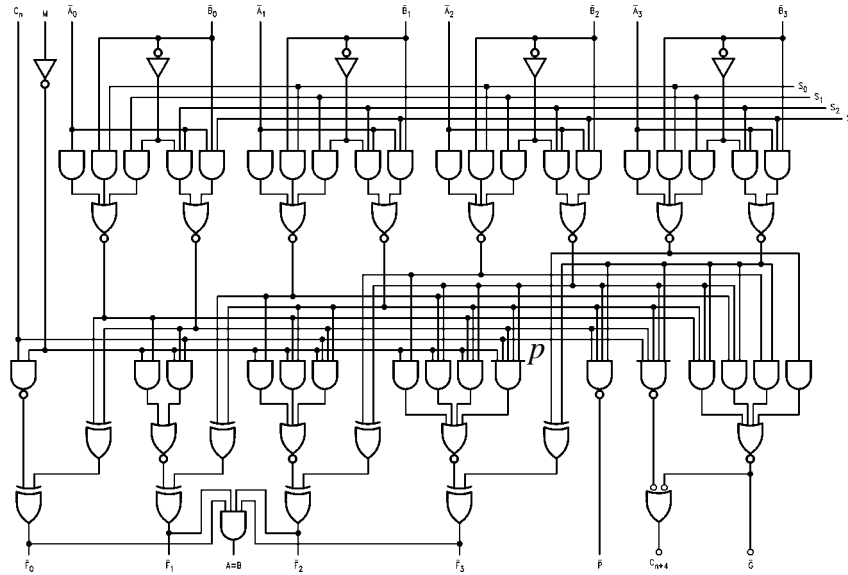 Cₙ M Ā₀ B̄₀ Ā₁ B̄₁ Ā₂ B̄₂ Ā₃ B̄₃
S₀
S₁
S₂
S
p
F̄₀ F̄₁ A=B F̄₂ F̄₃ P̄ Cₙ₊₄ Ḡ